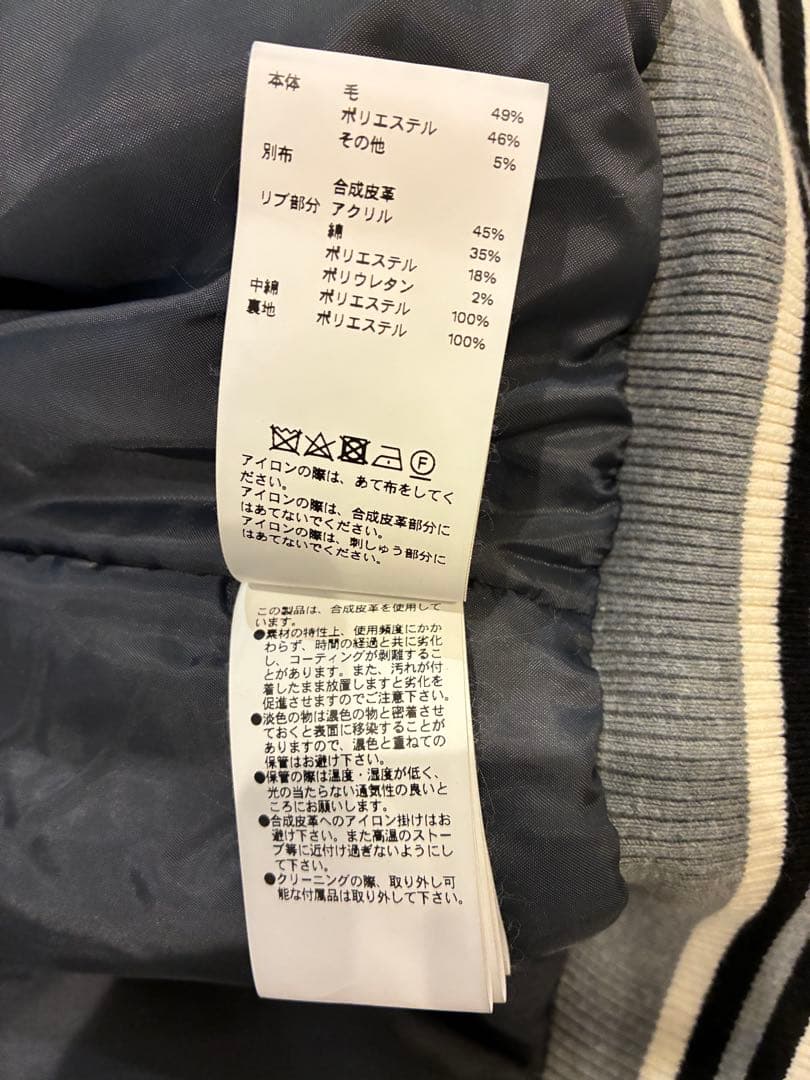 本体 毛 49%
ポリエステル 46%
その他 5%
別布
合成皮革
リブ部分 アクリル 45%
綿 35%
ポリエステル 18%
ポリウレタン 2%
中綿 ポリエステル 100%
裏地 ポリエステル 100%
F
アイロンの際は、あて布をしてく
ださい。
アイロンの際は、合成皮革部分に
はあてないでください。
アイロンの際は、刺しゅう部分に
はあてないでください。
この製品は、合成皮革を使用して
います。
●素材の特性上、使用頻度にかか
わらず、時間の経過と共に劣化
し、コーティングが剥離するこ
とがあります。また、汚れが付
着したまま放置しますと劣化を
促進させますのでご注意下さい。
●淡色の物は濃色の物と密着させ
ておくと表面に移染することが
ありますので、濃色と重ねての
保管はお避け下さい。
●保管の際は温度・湿度が低く、
光の当たらない通気性の良いと
ころにお願いします。
●合成皮革へのアイロン掛けはお
避け下さい。また高温のストー
ブ等に近付け過ぎないようにし
て下さい。
●クリーニングの際、取り外し可
能な付属品は取り外して下さい。